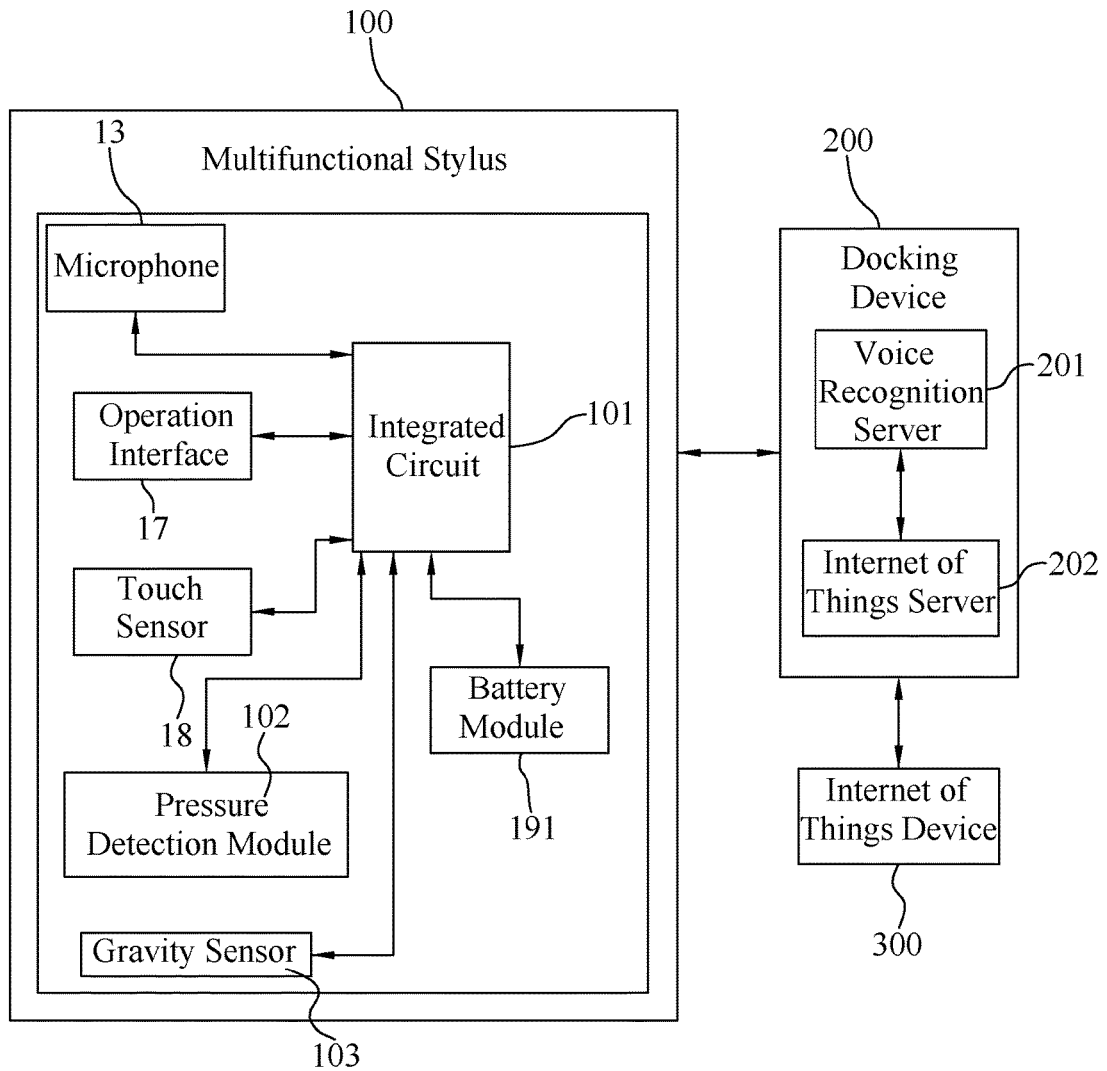 100
Multifunctional Stylus
13
Microphone
Integrated
Circuit
101
Operation
Interface
17
Touch
Sensor
18
Battery
Module
191
102
Pressure
Detection Module
Gravity Sensor
103
200
Docking
Device
Voice
Recognition
Server
201
Internet of
Things Server
202
Internet of
Things Device
300